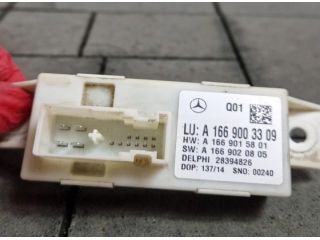 Q01
LU: A 166 900 33 09
HW: A 166 901 58 01
SW: A 166 902 08 05
DELPHI 28394826
DOP: 137/14 SNO: 00240